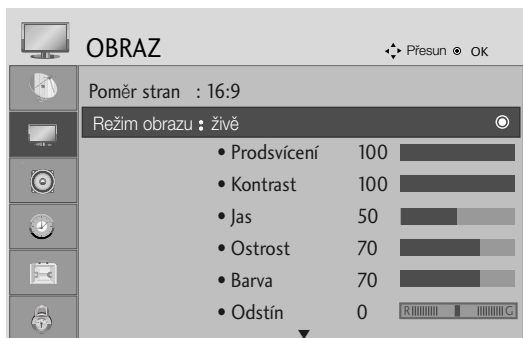 OBRAZ
Přesun OK
Poměr stran : 16:9
Režim obrazu : živě
• Prodsvícení 100
• Kontrast 100
• Jas 50
• Ostrost 70
• Barva 70
• Odstín 0 R G